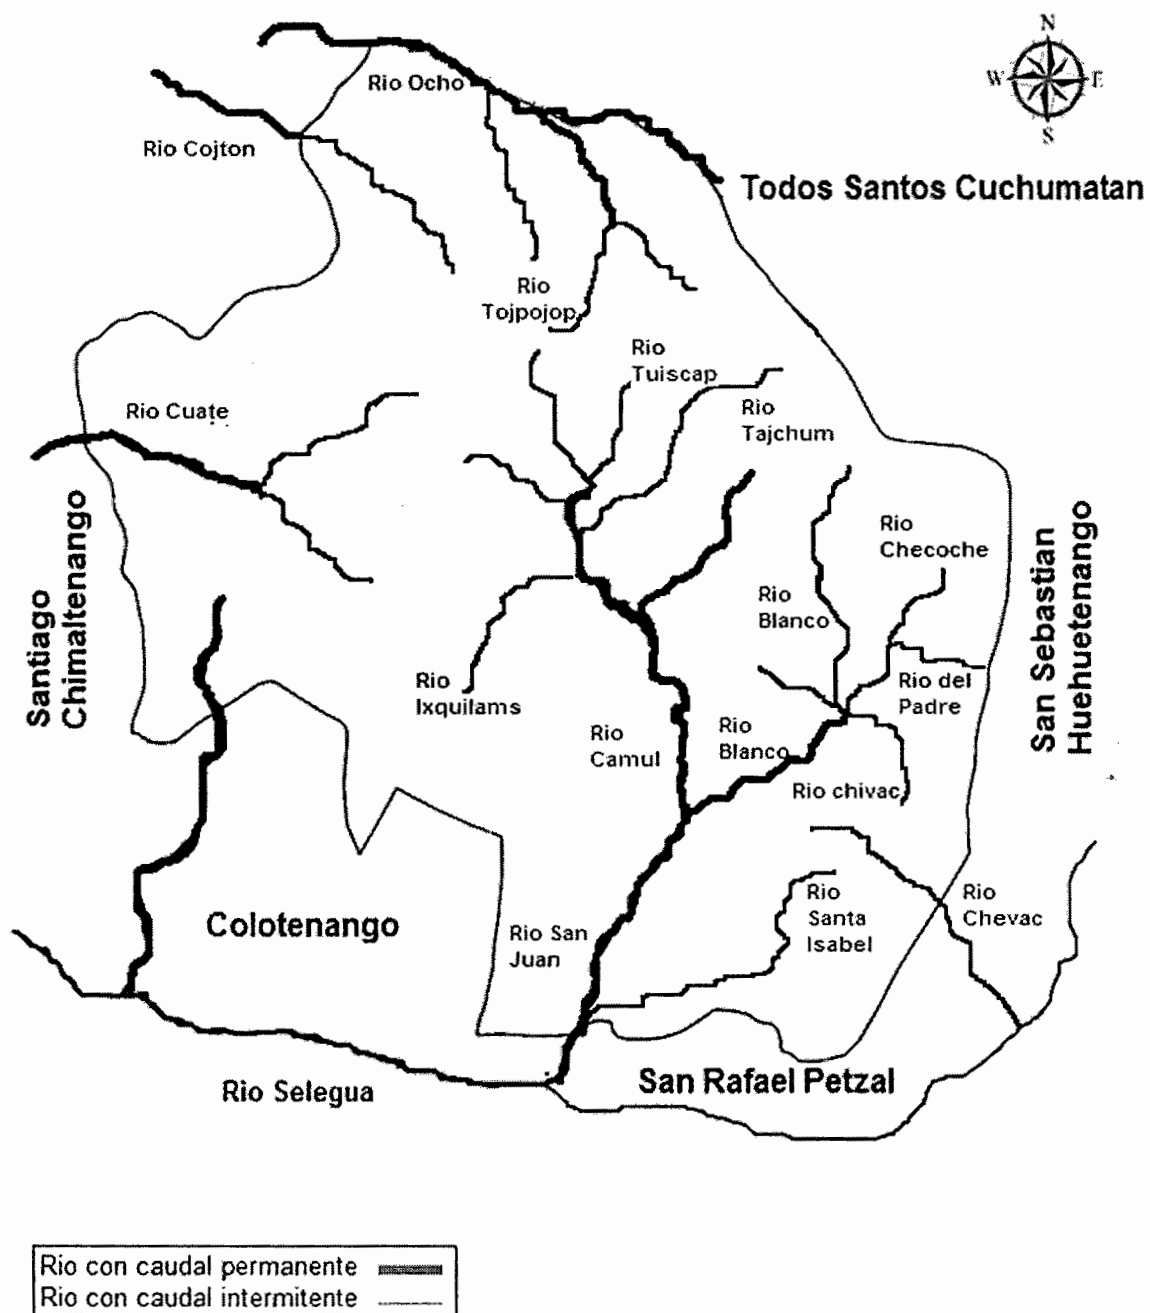 N
W E
S
Rio Ocho
Rio Cojton
Todos Santos Cuchumatan
Rio
Tojpojop
Rio
Tuiscap
Rio Cuate
Rio
Tajchum
Santiago
Chimaltenango
San Sebastian
Huehuetenango
Rio
Checoche
Rio
Blanco
Rio
Ixquilams
Rio del
Padre
Rio
Camul
Rio
Blanco
Rio chivac
Rio
Santa
Isabel
Rio
Chevac
Colotenango
Rio San
Juan
Rio Selegua
San Rafael Petzal
Rio con caudal permanente
Rio con caudal intermitente